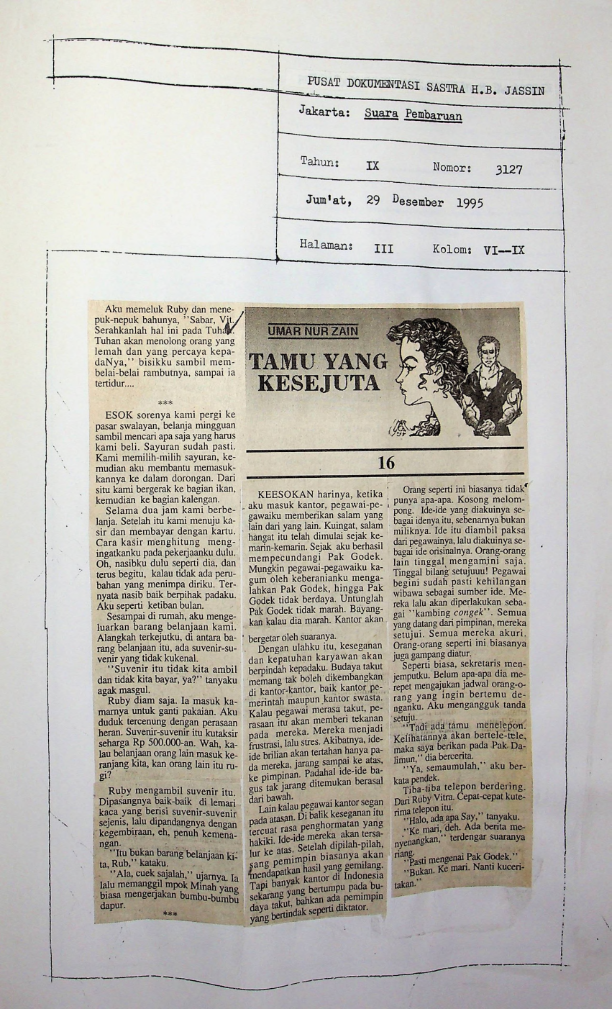 PUSAT DOKUMENTASI SASTRA H.B. JASSIN
Jakarta: Suara Pembaruan
Tahun: IX Nomor: 3127
Jum'at, 29 Desember 1995
Halaman: III Kolom: VI--IX
Aku memeluk Ruby dan mene-
puk-nepuk bahunya, "Sabar, Vit.
Serahkanlah hal ini pada Tuhan.
Tuhan akan menolong orang yang
lemah dan yang percaya kepa-
daNya," bisikku sambil mem-
belai-belai rambutnya, sampai ia
tertidur....
***
ESOK sorenya kami pergi ke
pasar swalayan, belanja mingguan
sambil mencari apa saja yang harus
kami beli. Sayuran sudah pasti.
Kami memilih-milih sayuran, ke-
mudian aku membantu memasuk-
kannya ke dalam dorongan. Dari
situ kami bergerak ke bagian ikan,
kemudian ke bagian kalengan.
Selama dua jam kami berbe-
lanja. Setelah itu kami menuju ka-
sir dan membayar dengan kartu.
Cara kasir menghitung meng-
ingatkanku pada pekerjaanku dulu.
Oh, nasibku dulu seperti dia, dan
terus begitu, kalau tidak ada peru-
bahan yang menimpa diriku. Ter-
nyata nasib baik berpihak padaku.
Aku seperti ketiban bulan.
Sesampai di rumah, aku menge-
luarkan barang belanjaan kami.
Alangkah terkejutku, di antara ba-
rang belanjaan itu, ada suvenir-su-
venir yang tidak kukenal.
"Suvenir itu tidak kita ambil
dan tidak kita bayar, ya?" tanyaku
agak masgul.
Ruby diam saja. Ia masuk ka-
marnya untuk ganti pakaian. Aku
duduk tercenung dengan perasaan
heran. Suvenir-suvenir itu kutaksir
seharga Rp 500.000-an. Wah, ka-
lau belanjaan orang lain masuk ke-
ranjang kita, kan orang lain itu ru-
gi?
Ruby mengambil suvenir itu.
Dipasangnya baik-baik di lemari
kaca yang berisi suvenir-suvenir
sejenis, lalu dipandangnya dengan
kegembiraan, eh, penuh kemena-
ngan.
"Itu bukan barang belanjaan ki-
ta, Rub," kataku.
"Ala, cuek sajalah," ujarnya. Ia
lalu memanggil mpok Minah yang
biasa mengerjakan bumbu-bumbu
dapur.
***
UMAR NUR ZAIN
TAMU YANG
KESEJUTA
16
KEESOKAN harinya, ketika
aku masuk kantor, pegawai-pe-
gawaiku memberikan salam yang
lain dari yang lain. Kuingat, salam
hangat itu telah dimulai sejak ke-
marin-kemarin. Sejak aku berhasil
mempecundangi Pak Godek.
Mungkin pegawai-pegawaiku ka-
gum oleh keberanianku menga-
lahkan Pak Godek, hingga Pak
Godek tidak berdaya. Untunglah
Pak Godek tidak marah. Bayang-
kan kalau dia marah. Kantor akan
bergetar oleh suaranya.
Dengan ulahku itu, keseganan
dan kepatuhan karyawan akan
berpindah kepadaku. Budaya takut
memang tak boleh dikembangkan
di kantor-kantor, baik kantor pe-
merintah maupun kantor swasta.
Kalau pegawai merasa takut, pe-
rasaan itu akan memberi tekanan
pada mereka. Mereka menjadi
frustrasi, lalu stres. Akibatnya, ide-
ide brilian akan tertahan hanya pa-
da mereka, jarang sampai ke atas,
ke pimpinan. Padahal ide-ide ba-
gus tak jarang ditemukan berasal
dari bawah.
Lain kalau pegawai kantor segan
pada atasan. Di balik keseganan itu
tercuat rasa penghormatan yang
hakiki. Ide-ide mereka akan tersa-
lur ke atas. Setelah dipilah-pilah,
sang pemimpin biasanya akan
mendapatkan hasil yang gemilang.
Tapi banyak kantor di Indonesia
sekarang yang bertumpu pada bu-
daya takut, bahkan ada pemimpin
yang bertindak seperti diktator.
Orang seperti ini biasanya tidak
punya apa-apa. Kosong melom-
pong. Ide-ide yang diakuinya se-
bagai idenya itu, sebenarnya bukan
miliknya. Ide itu diambil paksa
dari pegawainya, lalu diakuinya se-
bagai ide orisinalnya. Orang-orang
lain tinggal mengamini saja.
Tinggal bilang setujuuu! Pegawai
begini sudah pasti kehilangan
wibawa sebagai sumber ide. Me-
reka lalu akan diperlakukan seba-
gai "kambing congek". Semua
yang datang dari pimpinan, mereka
setujui. Semua mereka akuri.
Orang-orang seperti ini biasanya
jaga gampang diatur.
Seperti biasa, sekretaris men-
jemputku. Belum apa-apa dia me-
repet mengajukan jadwal orang-o-
rang yang ingin bertemu de-
nganku. Aku mengangguk tanda
setuju.
"Tadi ada tamu menelepon.
Kelihatannya akan bertele-tele,
maka saya berikan pada Pak Da-
limun," dia bercerita.
"Ya, semaumulah," aku ber-
kata pendek.
Tiba-tiba telepon berdering.
Dari Ruby Vitra. Cepat-cepat kute-
rima telepon itu.
"Halo, ada apa Say," tanyaku.
"Ke mari, deh. Ada berita me-
nyenangkan," terdengar suaranya
riang.
"Pasti mengenai Pak Godek."
"Bukan. Ke mari. Nanti kuceri-
takan."